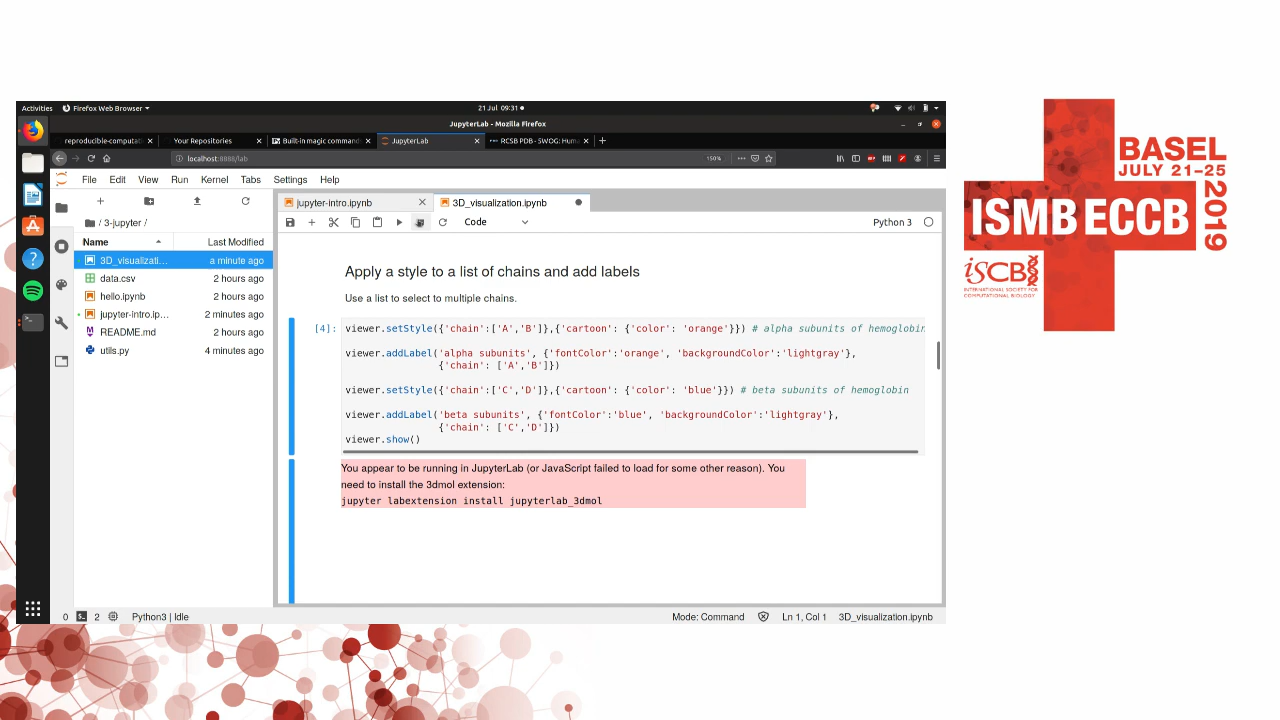 Activities
Firefox Web Browser
21 Jul 09:31
JupyterLab - Mozilla Firefox
reproducible-computat
Your Repositories
Built-in magic comman
JupyterLab
RCSB PDB - 5WOG: Hum
localhost:8888/lab
150%
File Edit View Run Kernel Tabs Settings Help
/ 3-jupyter /
Name Last Modified
3D_visualizati… a minute ago
data.csv 2 hours ago
hello.ipynb 2 hours ago
jupyter-intro.ip… 2 minutes ago
README.md 2 hours ago
utils.py 4 minutes ago
jupyter-intro.ipynb
3D_visualization.ipynb
Code
Python 3
Apply a style to a list of chains and add labels
Use a list to select to multiple chains.
[4]: viewer.setStyle({'chain':['A','B']},{'cartoon': {'color': 'orange'}}) # alpha subunits of hemoglobin
viewer.addLabel('alpha subunits', {'fontColor':'orange', 'backgroundColor':'lightgray'},
{'chain': ['A','B']})
viewer.setStyle({'chain':['C','D']},{'cartoon': {'color': 'blue'}}) # beta subunits of hemoglobin
viewer.addLabel('beta subunits', {'fontColor':'blue', 'backgroundColor':'lightgray'},
{'chain': ['C','D']})
viewer.show()
You appear to be running in JupyterLab (or JavaScript failed to load for some other reason). You
need to install the 3dmol extension:
jupyter labextension install jupyterlab_3dmol
0 2 Python3 | Idle
Mode: Command
Ln 1, Col 1
3D_visualization.ipynb
BASEL
JULY 21-25
2019
ISMB ECCB
iSCB
INTERNATIONAL SOCIETY FOR
COMPUTATIONAL BIOLOGY